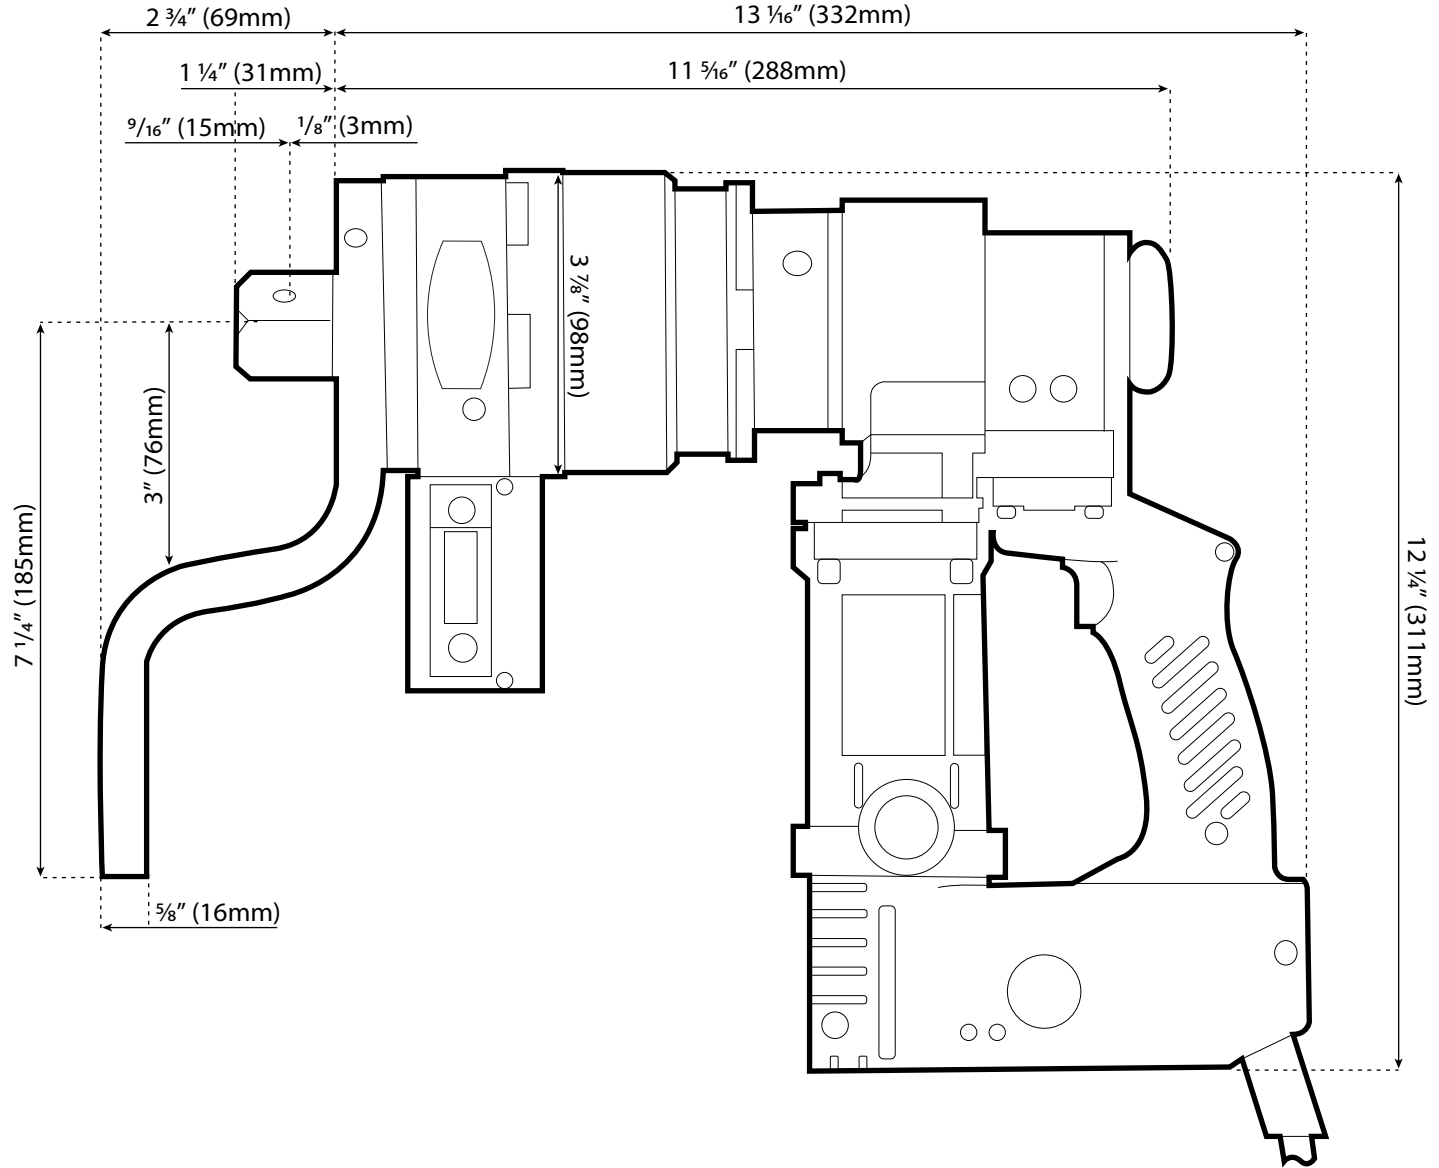 2 ¾” (69mm)
13 ⅟₁₆” (332mm)
1 ¼” (31mm)
11 ⁵⁄₁₆” (288mm)
⁹/₁₆” (15mm)
¹/₈” (3mm)
3 ⅞” (98mm)
3” (76mm)
7 ¹/₄” (185mm)
12 ¼” (311mm)
⅝” (16mm)